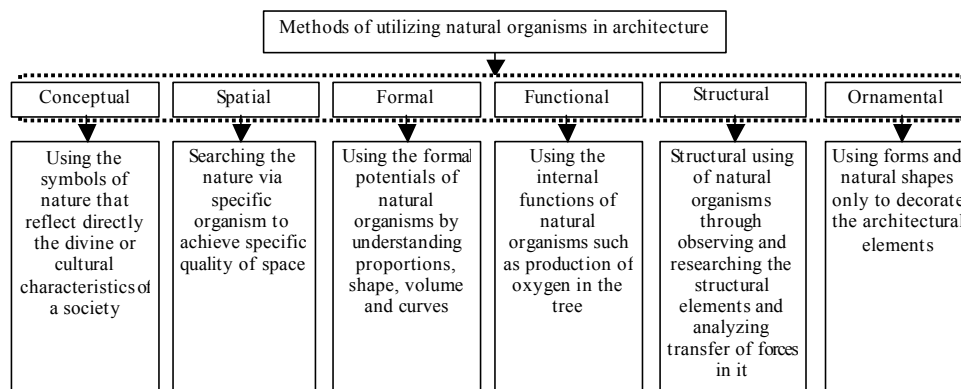 Methods of utilizing natural organisms in architecture
Conceptual
Spatial
Formal
Functional
Structural
Ornamental
Using the
symbols of
nature that
reflect directly
the divine or
cultural
characteristics of
a society
Searching the
nature via
specific
organism to
achieve specific
quality of space
Using the formal
potentials of
natural
organisms by
understanding
proportions,
shape, volume
and curves
Using the
internal
functions of
natural
organisms such
as production of
oxygen in the
tree
Structural using
of natural
organisms
through
observing and
researching the
structural
elements and
analyzing
transfer of forces
in it
Using forms and
natural shapes
only to decorate
the architectural
elements